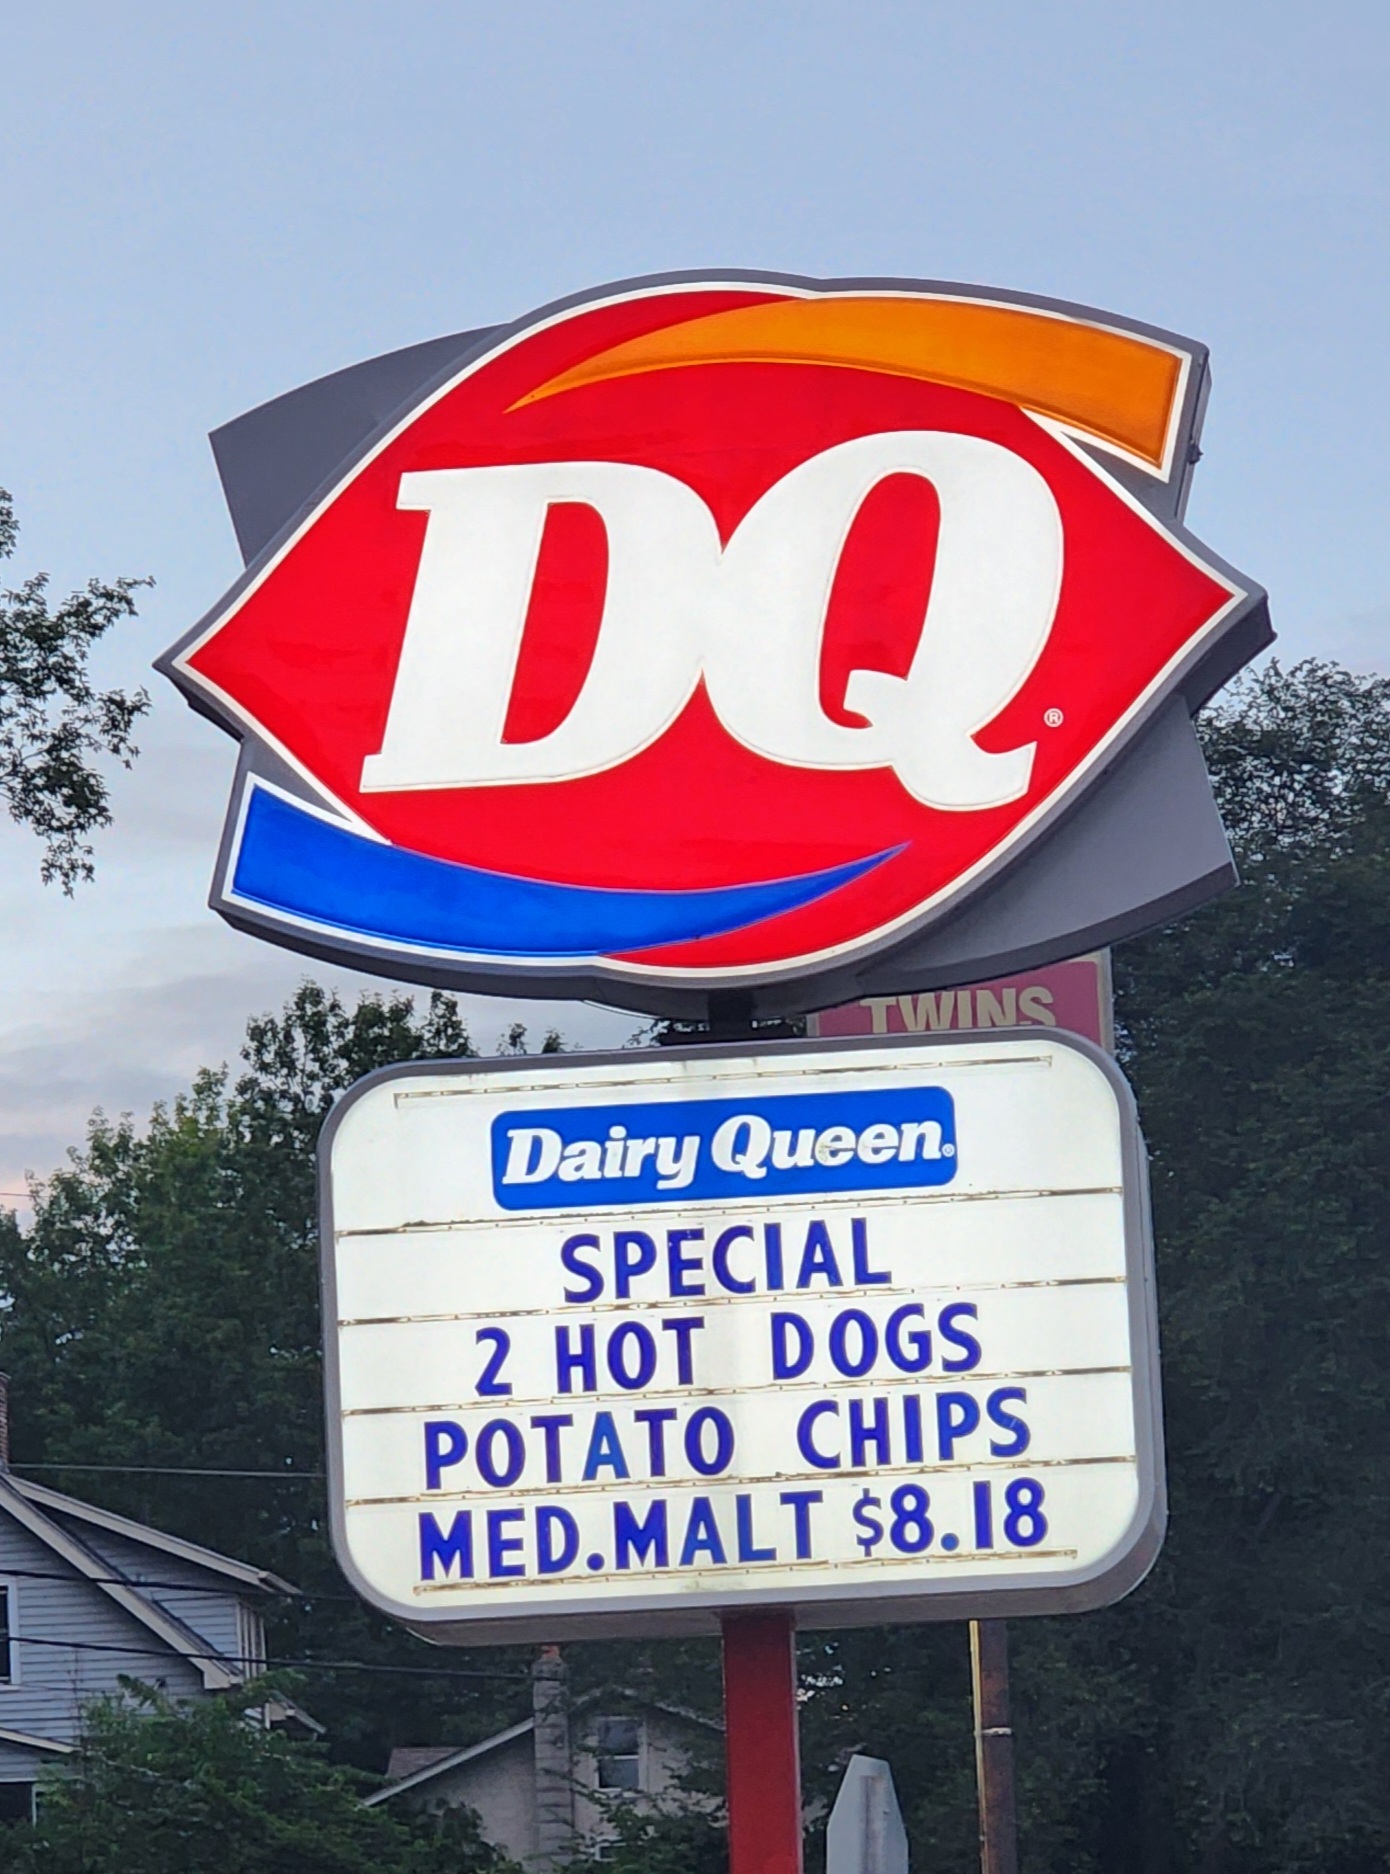 DQ®
TWINS
Dairy Queen®
SPECIAL
2 HOT DOGS
POTATO CHIPS
MED.MALT $8.18